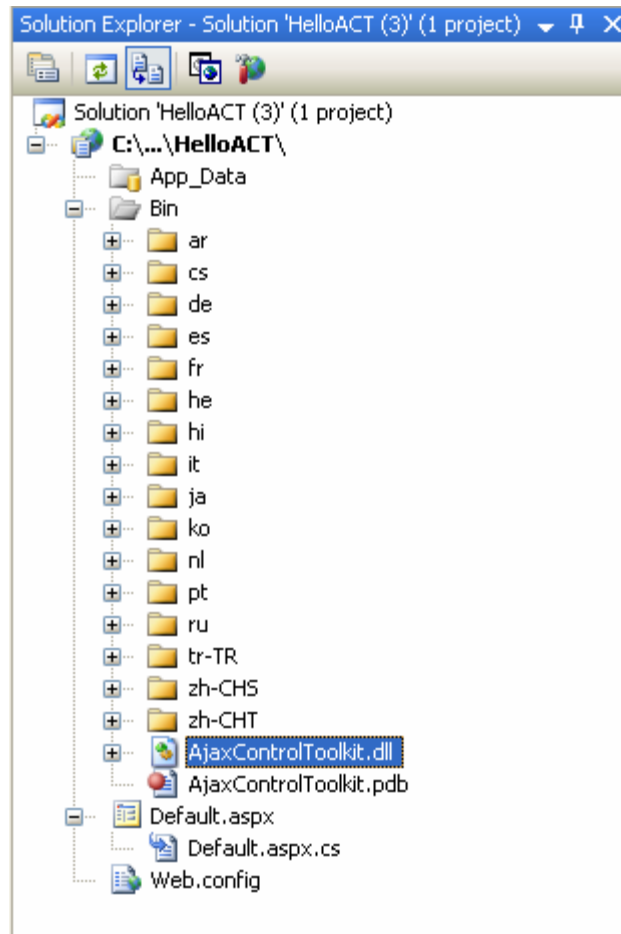 Solution Explorer - Solution 'HelloACT (3)' (1 project)
Solution 'HelloACT (3)' (1 project)
C:\...\HelloACT\
App_Data
Bin
ar
cs
de
es
fr
he
hi
it
ja
ko
nl
pt
ru
tr-TR
zh-CHS
zh-CHT
AjaxControlToolkit.dll
AjaxControlToolkit.pdb
Default.aspx
Default.aspx.cs
Web.config